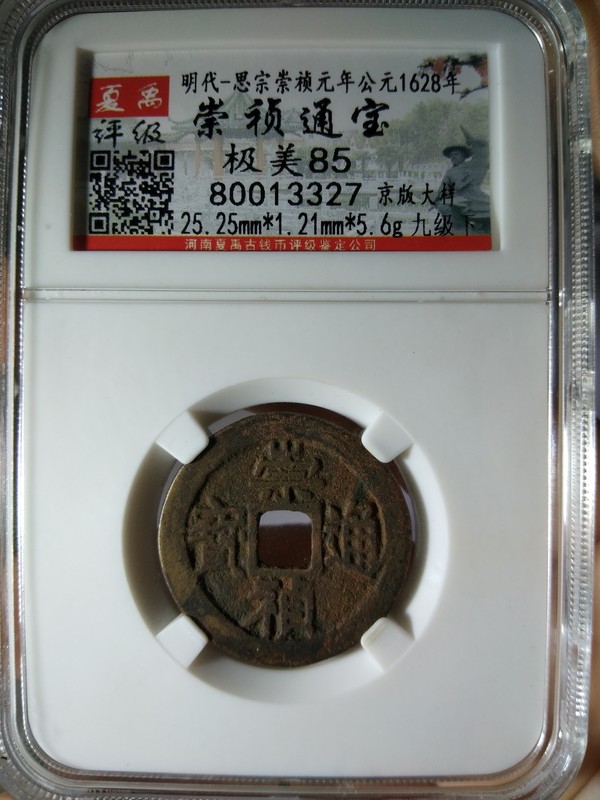 夏禹
评级
明代-思宗崇祯元年公元1628年
崇祯通宝
极美85
80013327 京版大样
25.25mm*1.21mm*5.6g 九级下
河南夏禹古钱币评级鉴定公司
崇禎通寳